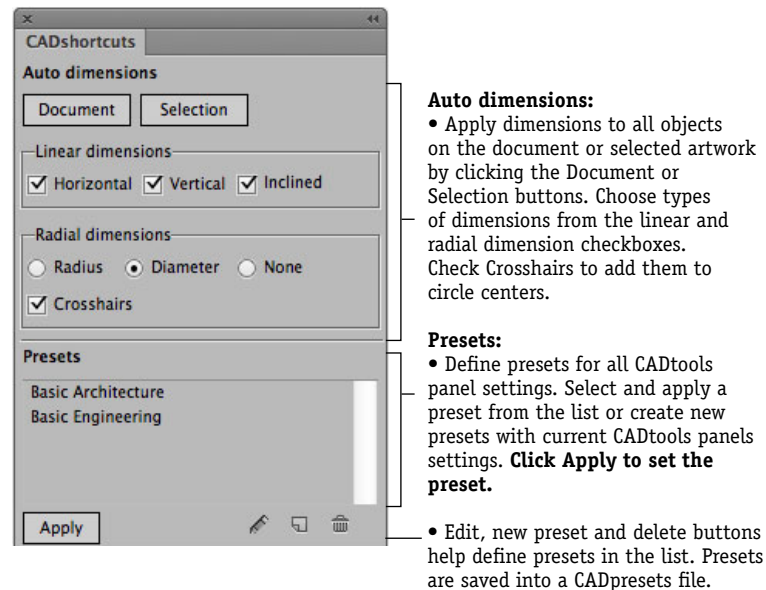 CADshortcuts
Auto dimensions
Document Selection
Linear dimensions
Horizontal Vertical Inclined
Radial dimensions
Radius Diameter None
Crosshairs
Presets
Basic Architecture
Basic Engineering
Apply
Auto dimensions:
• Apply dimensions to all objects
on the document or selected artwork
by clicking the Document or
Selection buttons. Choose types
of dimensions from the linear and
radial dimension checkboxes.
Check Crosshairs to add them to
circle centers.
Presets:
• Define presets for all CADtools
panel settings. Select and apply a
preset from the list or create new
presets with current CADtools panels
settings. Click Apply to set the
preset.
• Edit, new preset and delete buttons
help define presets in the list. Presets
are saved into a CADpresets file.